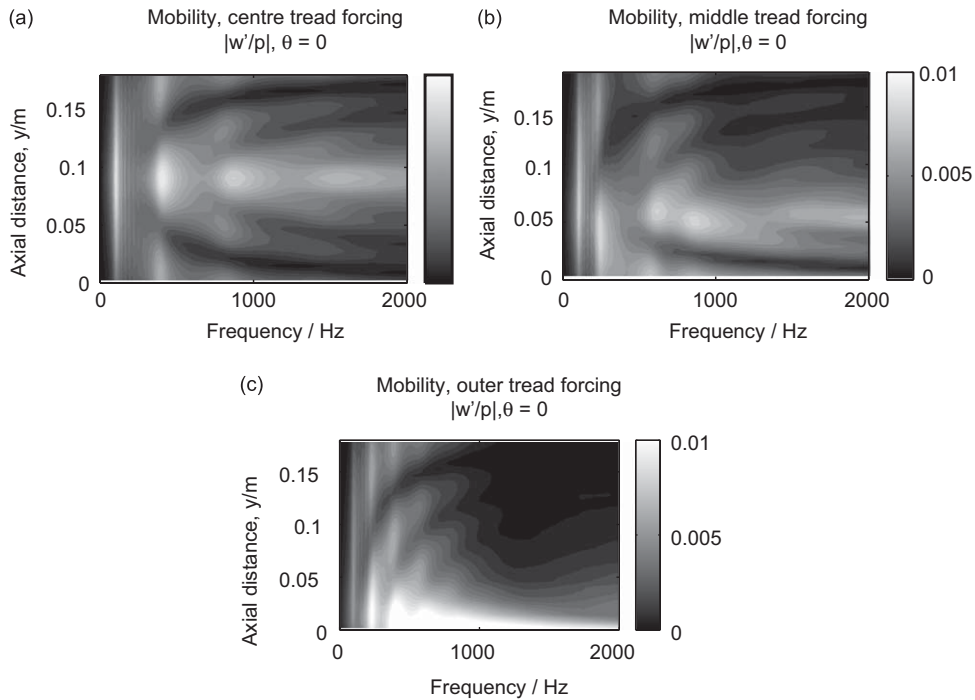 (a)
Mobility, centre tread forcing
|w'/p|, θ = 0
Axial distance, y/m
0.15
0.1
0.05
0
0
1000
2000
Frequency / Hz
(b)
Mobility, middle tread forcing
|w'/p|,θ = 0
Axial distance, y/m
0.15
0.1
0.05
0
0
1000
2000
Frequency / Hz
0.01
0.005
0
(c)
Mobility, outer tread forcing
|w'/p|,θ = 0
Axial distance, y/m
0.15
0.1
0.05
0
0
1000
2000
Frequency / Hz
0.01
0.005
0